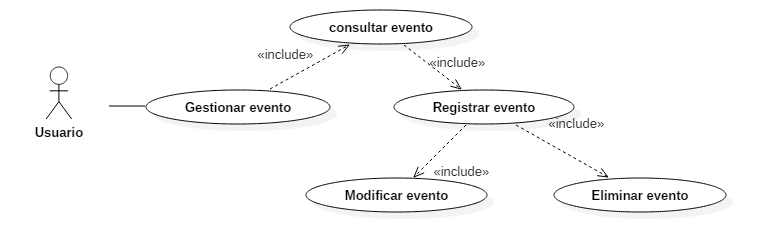 consultar evento
«include»
«include»
Gestionar evento
Registrar evento
Usuario
«include»
«include»
Modificar evento
Eliminar evento